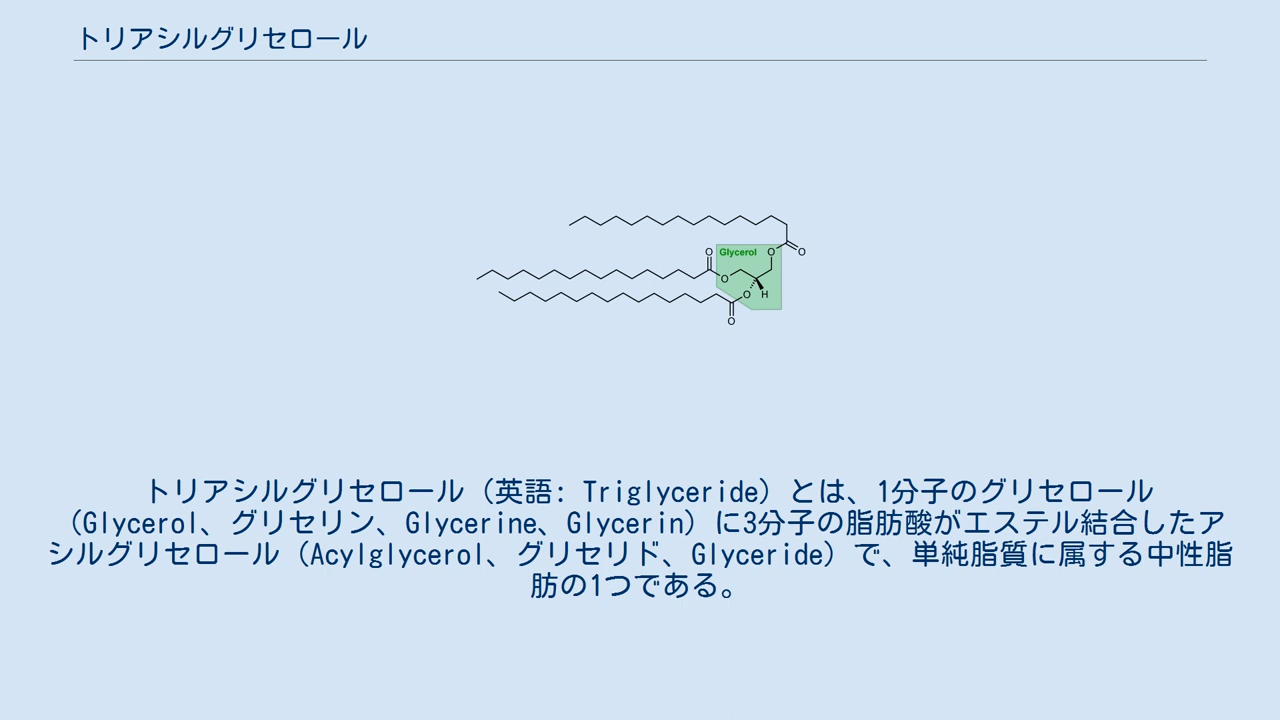 トリアシルグリセロール
O
O
O
Glycerol
O
O
O
H
O
トリアシルグリセロール（英語: Triglyceride）とは、1分子のグリセロール
（Glycerol、グリセリン、Glycerine、Glycerin）に3分子の脂肪酸がエステル結合したア
シルグリセロール（Acylglycerol、グリセリド、Glyceride）で、単純脂質に属する中性脂
肪の1つである。